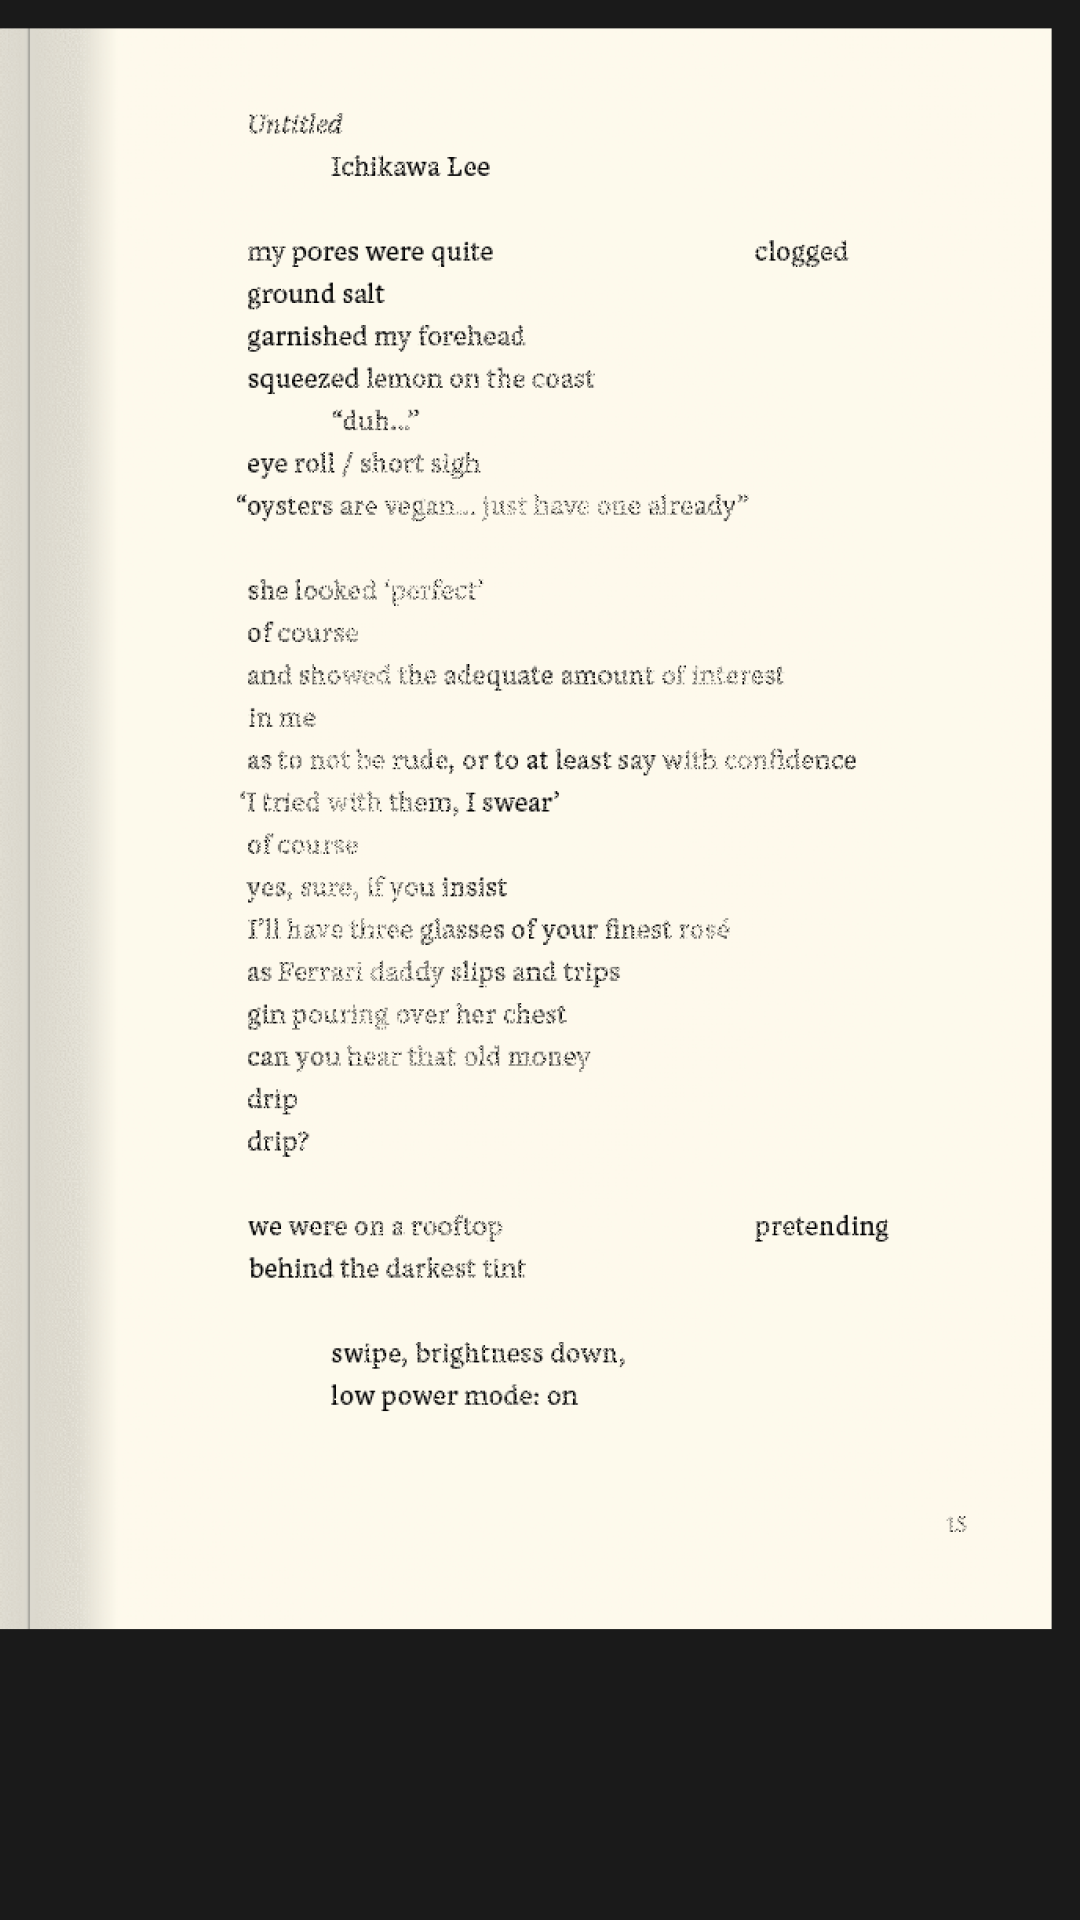 Untitled
Ichikawa Lee
my pores were quite clogged
ground salt
garnished my forehead
squeezed lemon on the coast
“duh...”
eye roll / short sigh
“oysters are vegan... just have one already”
she looked ‘perfect’
of course
and showed the adequate amount of interest
in me
as to not be rude, or to at least say with confidence
‘I tried with them, I swear’
of course
yes, sure, if you insist
I’ll have three glasses of your finest rosé
as Ferrari daddy slips and trips
gin pouring over her chest
can you hear that old money
drip
drip?
we were on a rooftop pretending
behind the darkest tint
swipe, brightness down,
low power mode: on
15